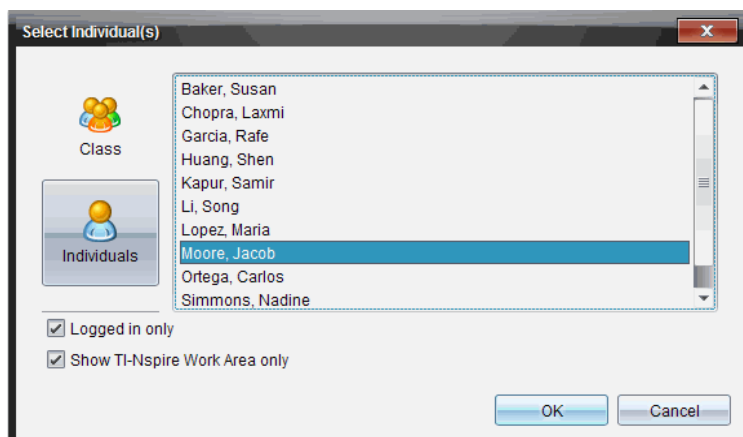 Select Individual(s)
Class
Individuals
Baker, Susan
Chopra, Laxmi
Garcia, Rafe
Huang, Shen
Kapur, Samir
Li, Song
Lopez, Maria
Moore, Jacob
Ortega, Carlos
Simmons, Nadine
Logged in only
Show TI-Nspire Work Area only
OK
Cancel